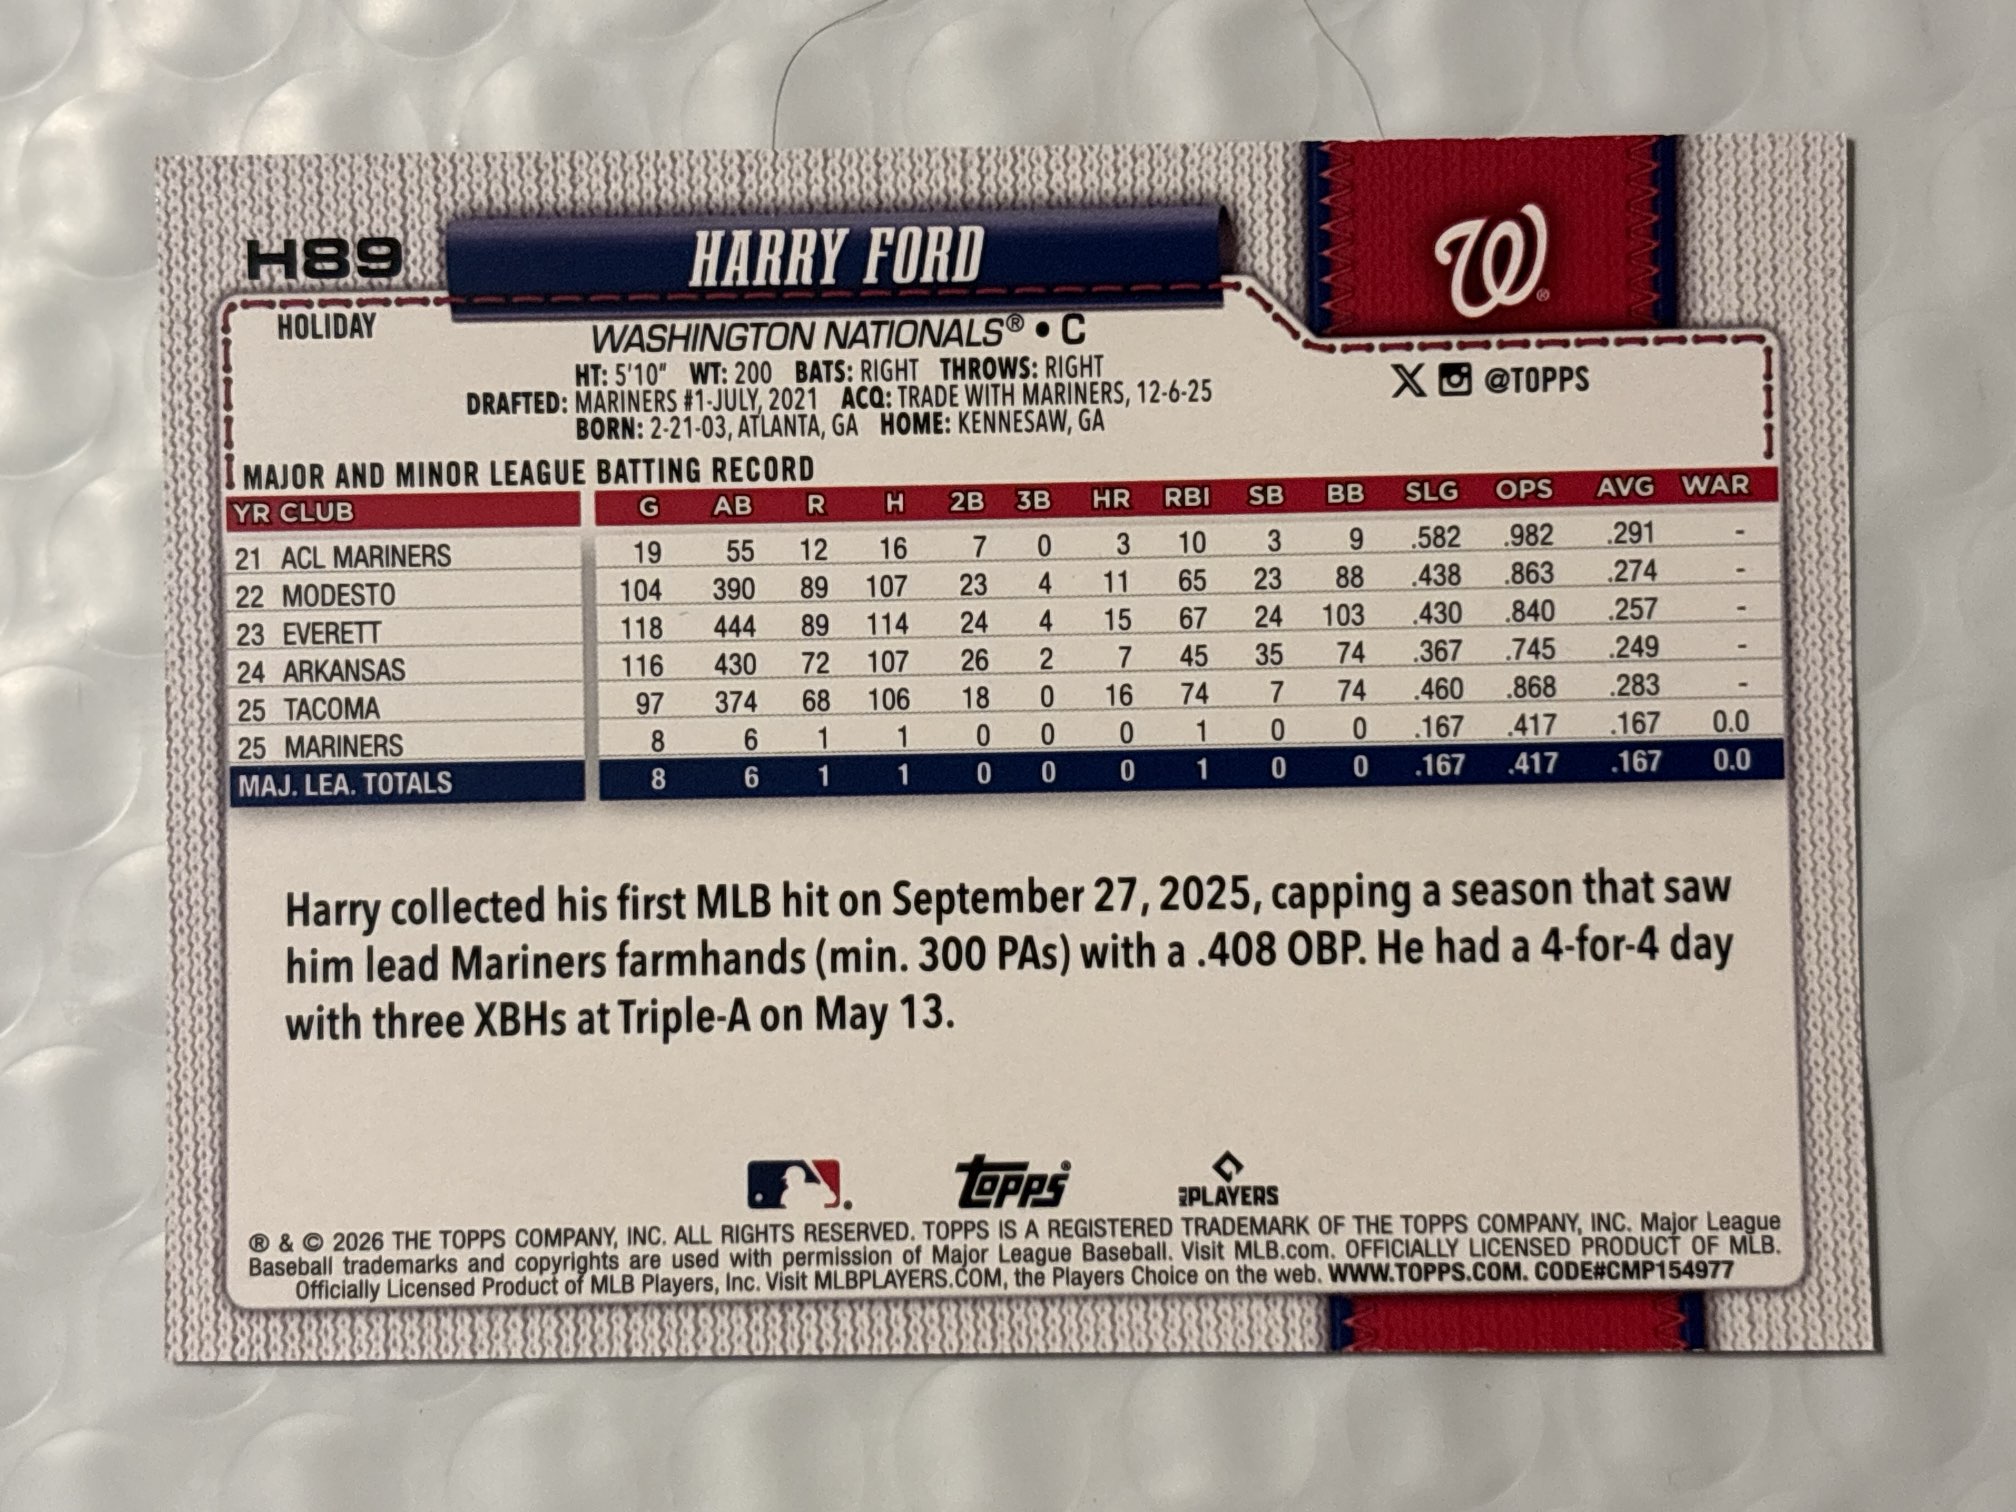 H89
HARRY FORD
W®
HOLIDAY
WASHINGTON NATIONALS® • C
HT: 5'10" WT: 200 BATS: RIGHT THROWS: RIGHT
DRAFTED: MARINERS #1-JULY, 2021 ACQ: TRADE WITH MARINERS, 12-6-25
BORN: 2-21-03, ATLANTA, GA HOME: KENNESAW, GA
X @TOPPS
MAJOR AND MINOR LEAGUE BATTING RECORD
YR CLUB G AB R H 2B 3B HR RBI SB BB SLG OPS AVG WAR
21 ACL MARINERS 19 55 12 16 7 0 3 10 3 9 .582 .982 .291 -
22 MODESTO 104 390 89 107 23 4 11 65 23 88 .438 .863 .274 -
23 EVERETT 118 444 89 114 24 4 15 67 24 103 .430 .840 .257 -
24 ARKANSAS 116 430 72 107 26 2 7 45 35 74 .367 .745 .249 -
25 TACOMA 97 374 68 106 18 0 16 74 7 74 .460 .868 .283 -
25 MARINERS 8 6 1 1 0 0 0 1 0 0 .167 .417 .167 0.0
MAJ. LEA. TOTALS 8 6 1 1 0 0 0 1 0 0 .167 .417 .167 0.0
Harry collected his first MLB hit on September 27, 2025, capping a season that saw
him lead Mariners farmhands (min. 300 PAs) with a .408 OBP. He had a 4-for-4 day
with three XBHs at Triple-A on May 13.
Topps®
MLB PLAYERS
® & © 2026 THE TOPPS COMPANY, INC. ALL RIGHTS RESERVED. TOPPS IS A REGISTERED TRADEMARK OF THE TOPPS COMPANY, INC. Major League
Baseball trademarks and copyrights are used with permission of Major League Baseball. Visit MLB.com. OFFICIALLY LICENSED PRODUCT OF MLB.
Officially Licensed Product of MLB Players, Inc. Visit MLBPLAYERS.COM, the Players Choice on the web. WWW.TOPPS.COM. CODE#CMP154977